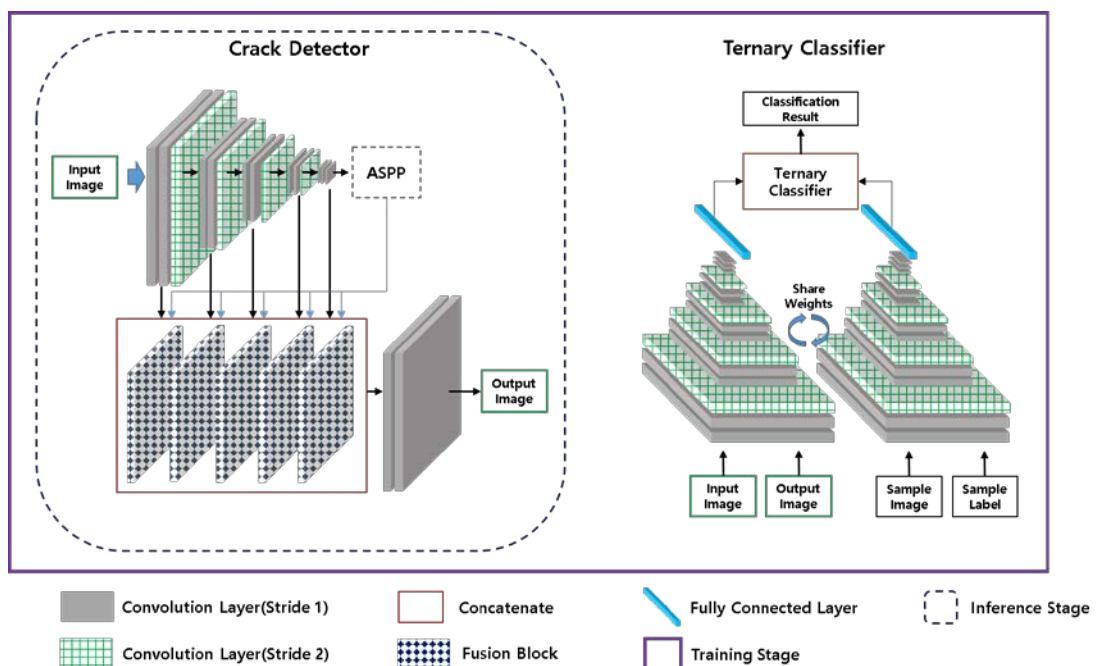 Crack Detector
Ternary Classifier
Input
Image
ASPP
Output
Image
Classification
Result
Ternary
Classifier
Share
Weights
Input
Image
Output
Image
Sample
Image
Sample
Label
Convolution Layer(Stride 1)
Concatenate
Fully Connected Layer
Inference Stage
Convolution Layer(Stride 2)
Fusion Block
Training Stage